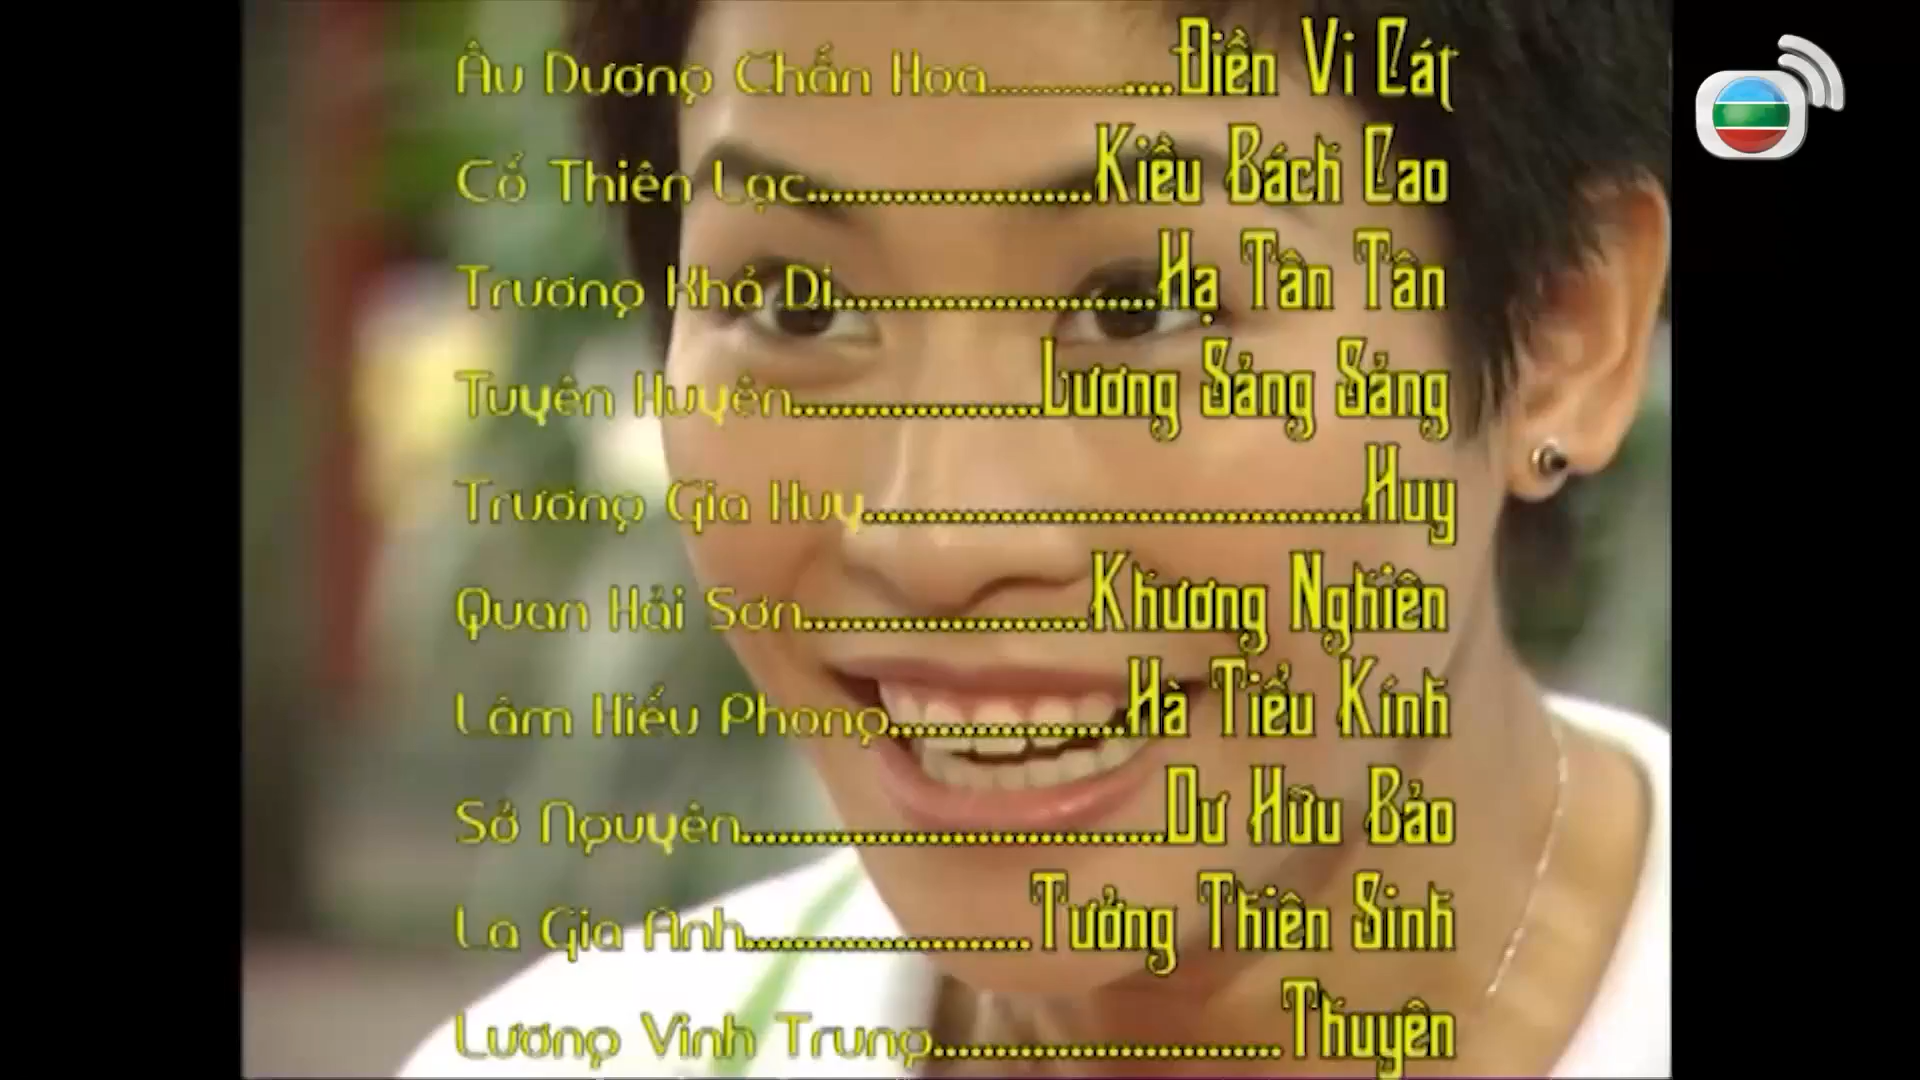 Âu Dương Chấn Hoa....................Điền Vi Cát
Cổ Thiên Lạc........................Kiều Bách Cao
Trương Khả Di...........................Hạ Tân Tân
Tuyên Huyên.....................Lương Sảng Sảng
Trương Gia Huy..........................................Huy
Quan Hải Sơn........................Khương Nghiên
Lâm Hiếu Phong....................Hà Tiểu Kính
Sở Nguyên....................................Dư Hữu Bảo
La Gia Anh........................Tưởng Thiên Sinh
Lương Vinh Trung.............................Thuyên